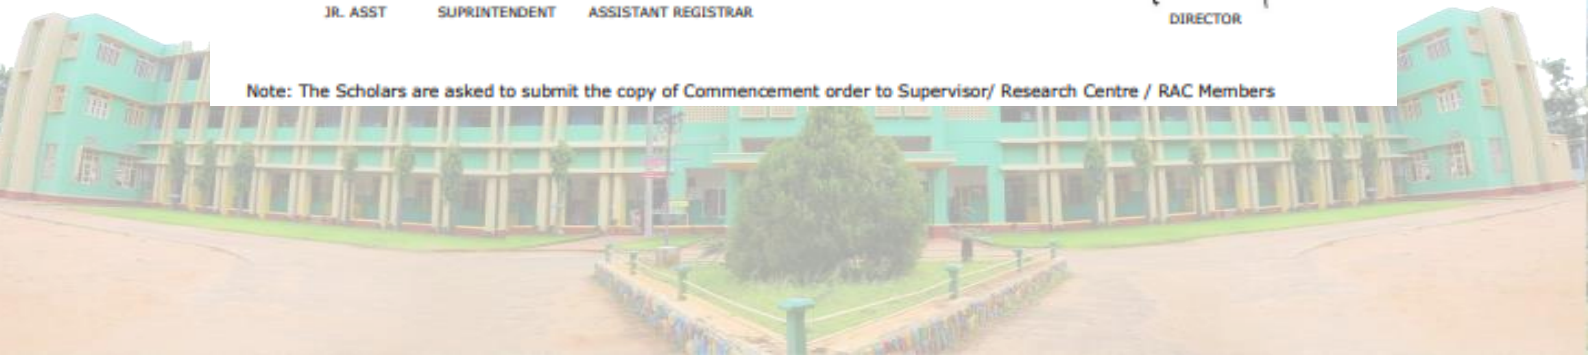 JR. ASST SUPRINTENDENT ASSISTANT REGISTRAR
DIRECTOR
Note: The Scholars are asked to submit the copy of Commencement order to Supervisor/ Research Centre / RAC Members